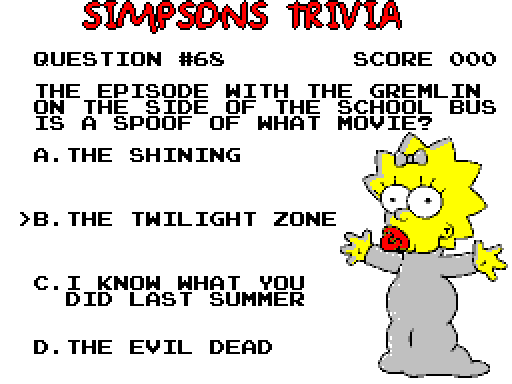 SIMPSONS TRIVIA
QUESTION #68 SCORE 000
THE EPISODE WITH THE GREMLIN
ON THE SIDE OF THE SCHOOL BUS
IS A SPOOF OF WHAT MOVIE?
A.THE SHINING
>B.THE TWILIGHT ZONE
C.I KNOW WHAT YOU
DID LAST SUMMER
D.THE EVIL DEAD